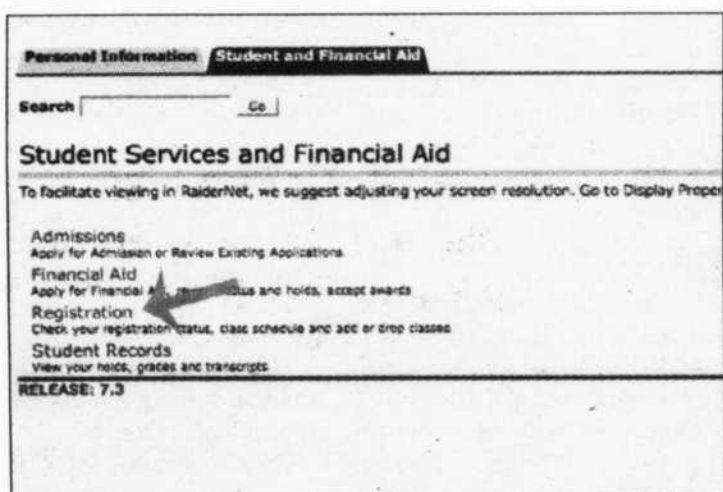 Personal Information Student and Financial Aid
Search Go
Student Services and Financial Aid
To facilitate viewing in RaiderNet, we suggest adjusting your screen resolution. Go to Display Proper
Admissions
Apply for Admission or Review Existing Applications
Financial Aid
Apply for Financial status and holds, accept awards
Registration
Check your registration status, class schedule and add or drop classes
Student Records
View your holds, grades and transcripts
RELEASE: 7.3